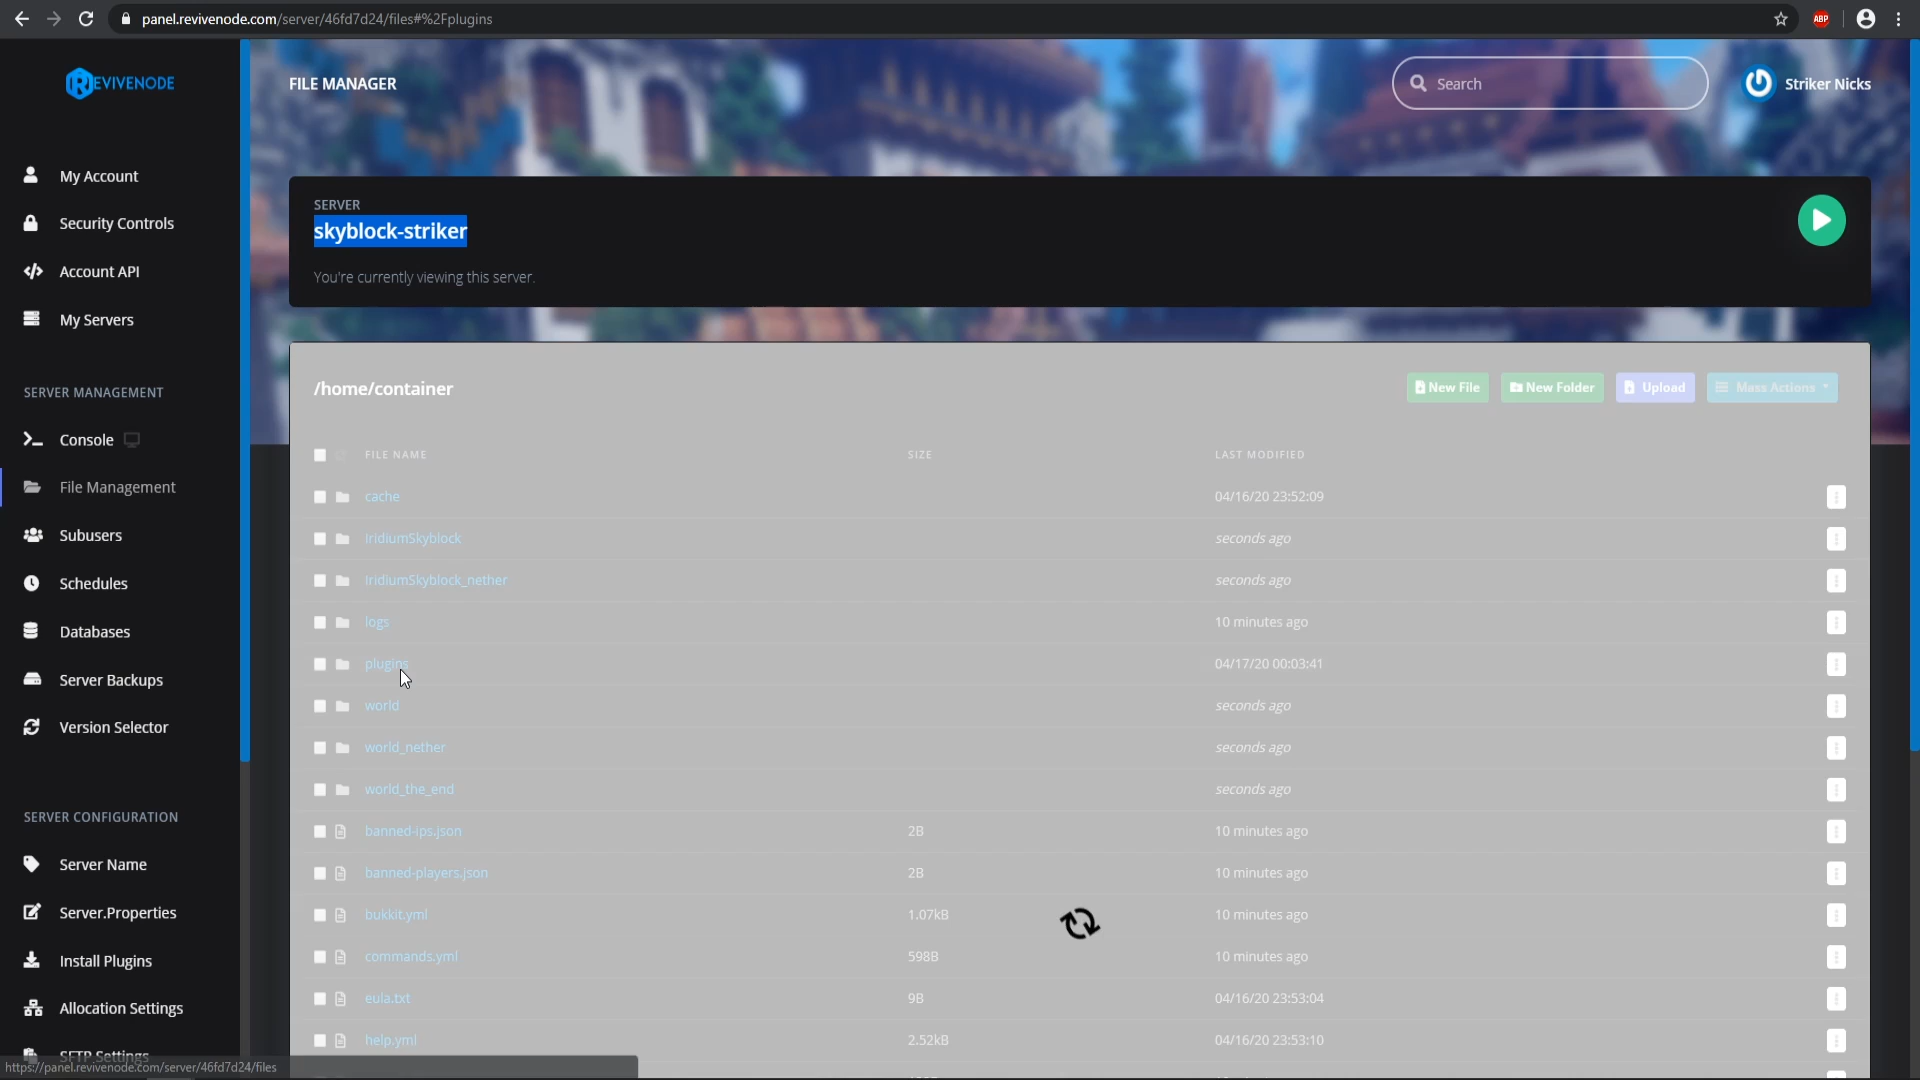 panel.revivenode.com/server/46fd7d24/files#%2Fplugins
ABP
REVIVENODE
FILE MANAGER
Search
Striker Nicks
My Account
Security Controls
Account API
My Servers
SERVER MANAGEMENT
Console
File Management
Subusers
Schedules
Databases
Server Backups
Version Selector
SERVER CONFIGURATION
Server Name
Server.Properties
Install Plugins
Allocation Settings
SFTP Settings
SERVER
skyblock-striker
You're currently viewing this server.
/home/container
New File
New Folder
Upload
Mass Actions
FILE NAME SIZE LAST MODIFIED
cache 04/16/20 23:52:09
IridiumSkyblock seconds ago
IridiumSkyblock_nether seconds ago
logs 10 minutes ago
plugins 04/17/20 00:03:41
world seconds ago
world_nether seconds ago
world_the_end seconds ago
banned-ips.json 2B 10 minutes ago
banned-players.json 2B 10 minutes ago
bukkit.yml 1.07kB 10 minutes ago
commands.yml 598B 10 minutes ago
eula.txt 9B 04/16/20 23:53:04
help.yml 2.52kB 04/16/20 23:53:10
https://panel.revivenode.com/server/46fd7d24/files